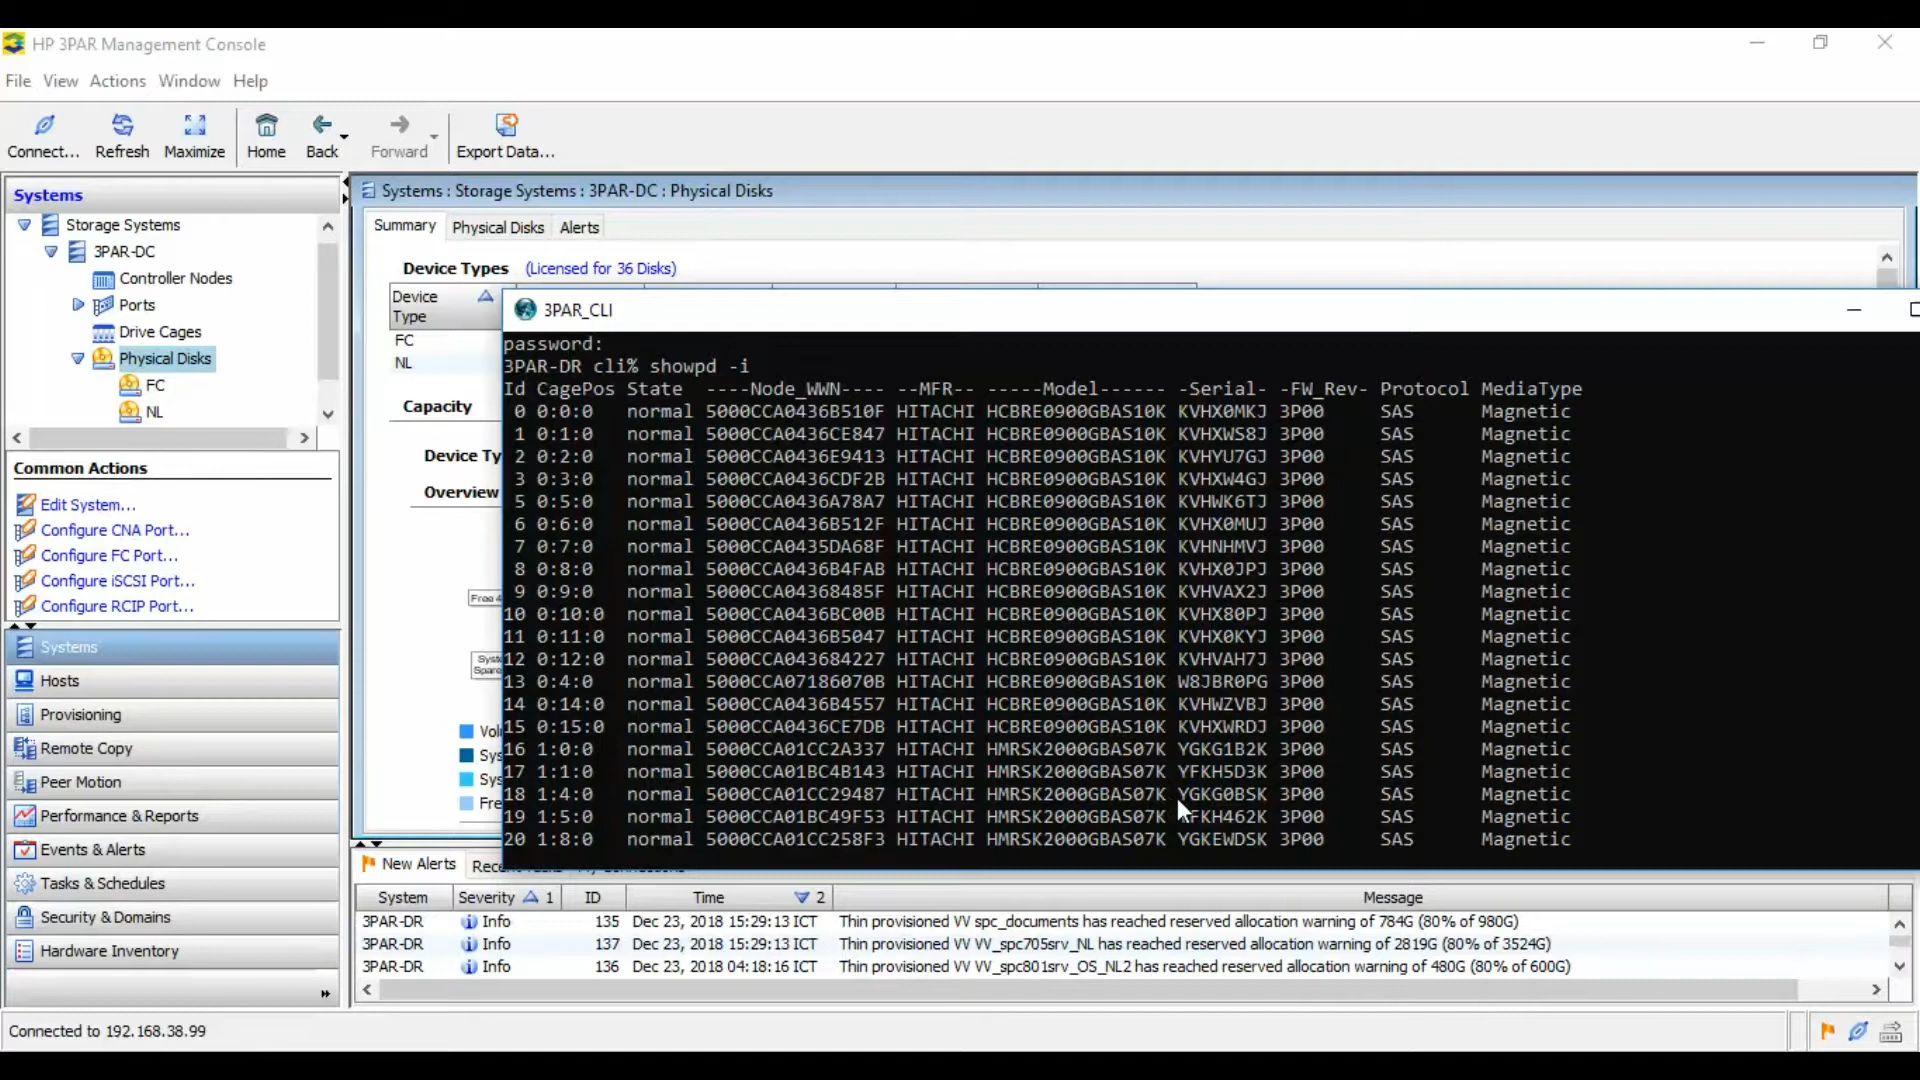 HP 3PAR Management Console
File View Actions Window Help
Connect... Refresh Maximize Home Back Forward Export Data...
Systems
Storage Systems
3PAR-DC
Controller Nodes
Ports
Drive Cages
Physical Disks
FC
NL
Common Actions
Edit System...
Configure CNA Port...
Configure FC Port...
Configure iSCSI Port...
Configure RCIP Port...
Systems
Hosts
Provisioning
Remote Copy
Peer Motion
Performance & Reports
Events & Alerts
Tasks & Schedules
Security & Domains
Hardware Inventory
Systems : Storage Systems : 3PAR-DC : Physical Disks
Summary Physical Disks Alerts
Device Types (Licensed for 36 Disks)
Device Type
FC
NL
Capacity
Device Ty
Overview
Free
Syst
Spare
Volu
Sys
Sys
Fre
3PAR_CLI
password:
3PAR-DR cli% showpd -i
Id CagePos State ----Node_WWN---- --MFR-- -----Model------ -Serial- -FW_Rev- Protocol MediaType
0 0:0:0 normal 5000CCA0436B510F HITACHI HCBRE0900GBAS10K KVHX0MKJ 3P00 SAS Magnetic
1 0:1:0 normal 5000CCA0436CE847 HITACHI HCBRE0900GBAS10K KVHXWS8J 3P00 SAS Magnetic
2 0:2:0 normal 5000CCA0436E9413 HITACHI HCBRE0900GBAS10K KVHYU7GJ 3P00 SAS Magnetic
3 0:3:0 normal 5000CCA0436CDF2B HITACHI HCBRE0900GBAS10K KVHXW4GJ 3P00 SAS Magnetic
5 0:5:0 normal 5000CCA0436A78A7 HITACHI HCBRE0900GBAS10K KVHWK6TJ 3P00 SAS Magnetic
6 0:6:0 normal 5000CCA0436B512F HITACHI HCBRE0900GBAS10K KVHX0MUJ 3P00 SAS Magnetic
7 0:7:0 normal 5000CCA0435DA68F HITACHI HCBRE0900GBAS10K KVHNHMVJ 3P00 SAS Magnetic
8 0:8:0 normal 5000CCA0436B4FAB HITACHI HCBRE0900GBAS10K KVHX0JPJ 3P00 SAS Magnetic
9 0:9:0 normal 5000CCA04368485F HITACHI HCBRE0900GBAS10K KVHVAX2J 3P00 SAS Magnetic
10 0:10:0 normal 5000CCA0436BC00B HITACHI HCBRE0900GBAS10K KVHX80PJ 3P00 SAS Magnetic
11 0:11:0 normal 5000CCA0436B5047 HITACHI HCBRE0900GBAS10K KVHX0KYJ 3P00 SAS Magnetic
12 0:12:0 normal 5000CCA043684227 HITACHI HCBRE0900GBAS10K KVHVAH7J 3P00 SAS Magnetic
13 0:4:0 normal 5000CCA07186070B HITACHI HCBRE0900GBAS10K W8JBR0PG 3P00 SAS Magnetic
14 0:14:0 normal 5000CCA0436B4557 HITACHI HCBRE0900GBAS10K KVHWZVBJ 3P00 SAS Magnetic
15 0:15:0 normal 5000CCA0436CE7DB HITACHI HCBRE0900GBAS10K KVHXWRDJ 3P00 SAS Magnetic
16 1:0:0 normal 5000CCA01CC2A337 HITACHI HMRSK2000GBAS07K YGKG1B2K 3P00 SAS Magnetic
17 1:1:0 normal 5000CCA01BC4B143 HITACHI HMRSK2000GBAS07K YFKH5D3K 3P00 SAS Magnetic
18 1:4:0 normal 5000CCA01CC29487 HITACHI HMRSK2000GBAS07K YGKG0BSK 3P00 SAS Magnetic
19 1:5:0 normal 5000CCA01BC49F53 HITACHI HMRSK2000GBAS07K YFKH462K 3P00 SAS Magnetic
20 1:8:0 normal 5000CCA01CC258F3 HITACHI HMRSK2000GBAS07K YGKEWDSK 3P00 SAS Magnetic
New Alerts
System Severity 1 ID Time 2 Message
3PAR-DR Info 135 Dec 23, 2018 15:29:13 ICT Thin provisioned VV spc_documents has reached reserved allocation warning of 784G (80% of 980G)
3PAR-DR Info 137 Dec 23, 2018 15:29:13 ICT Thin provisioned VV VV_spc705srv_NL has reached reserved allocation warning of 2819G (80% of 3524G)
3PAR-DR Info 136 Dec 23, 2018 04:18:16 ICT Thin provisioned VV VV_spc801srv_OS_NL2 has reached reserved allocation warning of 480G (80% of 600G)
Connected to 192.168.38.99